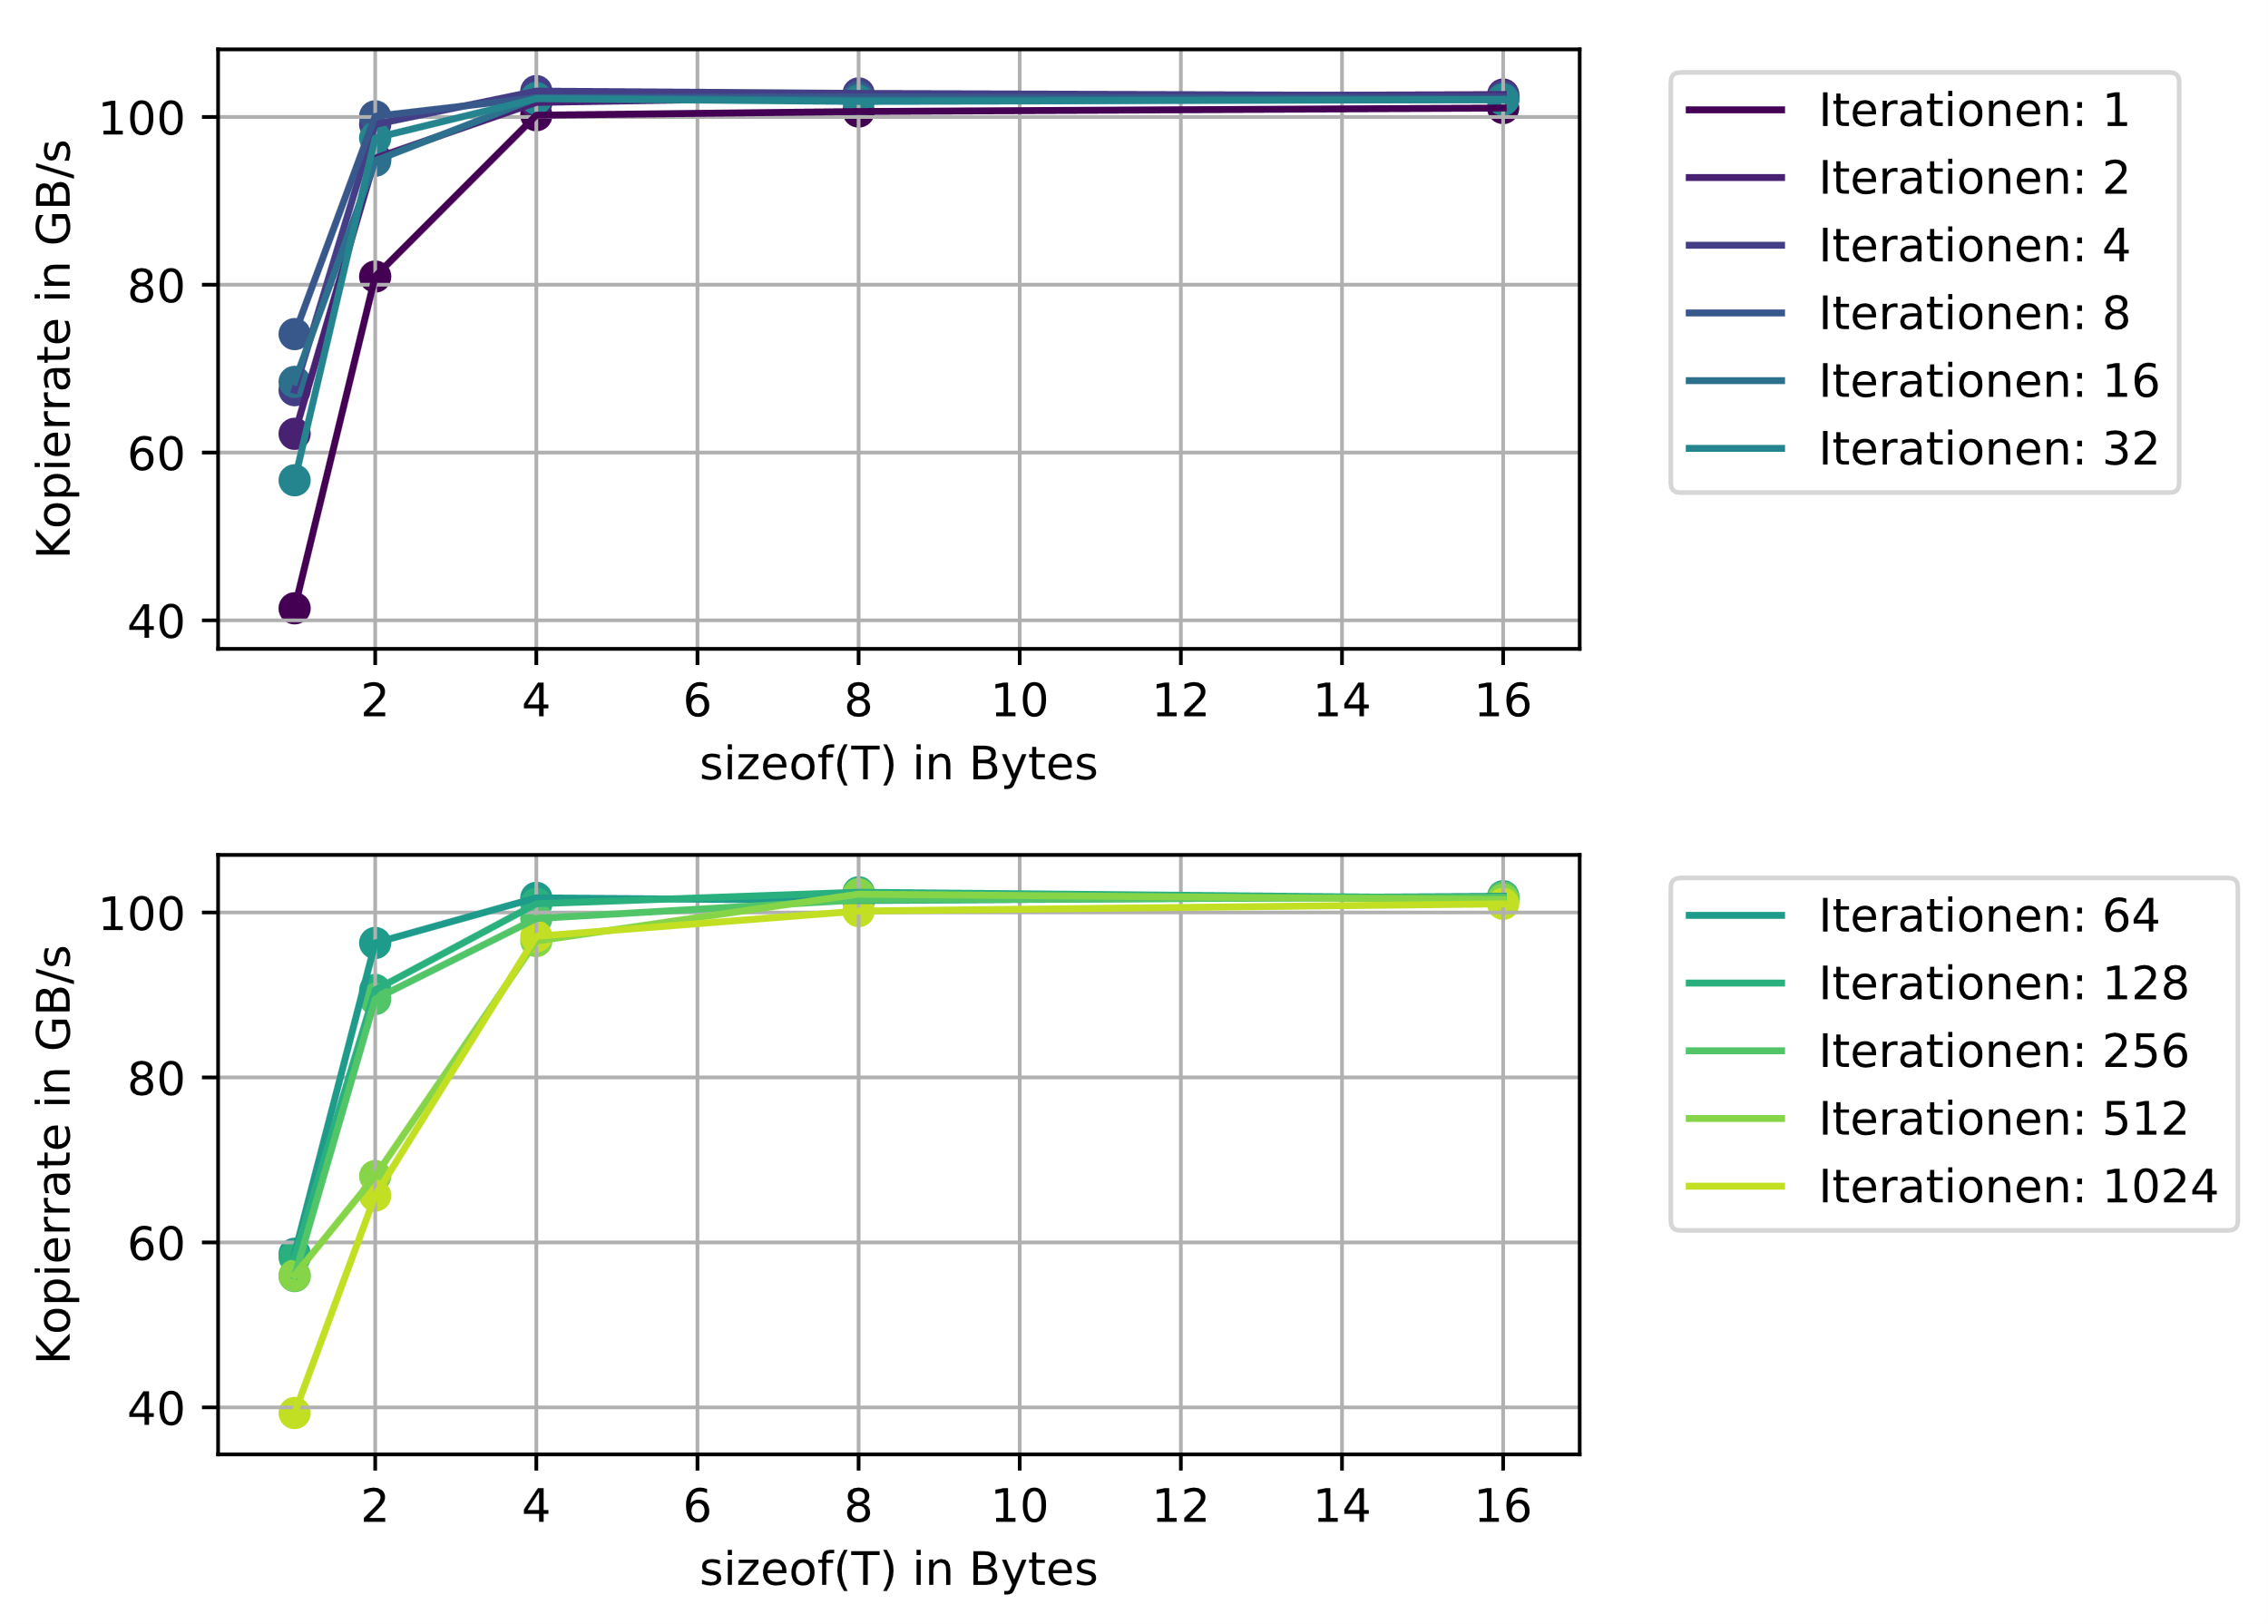 Kopierrate in GB/s
100
80
60
40
2 4 6 8 10 12 14 16
sizeof(T) in Bytes
Iterationen: 1
Iterationen: 2
Iterationen: 4
Iterationen: 8
Iterationen: 16
Iterationen: 32
Kopierrate in GB/s
100
80
60
40
2 4 6 8 10 12 14 16
sizeof(T) in Bytes
Iterationen: 64
Iterationen: 128
Iterationen: 256
Iterationen: 512
Iterationen: 1024